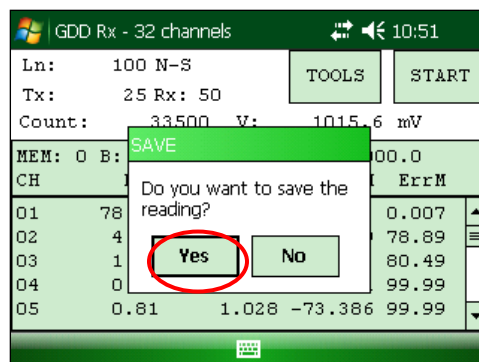 GDD Rx - 32 channels 10:51
Ln: 100 N-S
TOOLS START
Tx: 25 Rx: 50
Count: 33500 V: 1015.6 mV
MEM: 0 B: 00.0
CH ErrM
SAVE
Do you want to save the
reading?
Yes No
01 78 0.007
02 4 78.89
03 1 80.49
04 0 99.99
05 0.81 1.028 -73.386 99.99